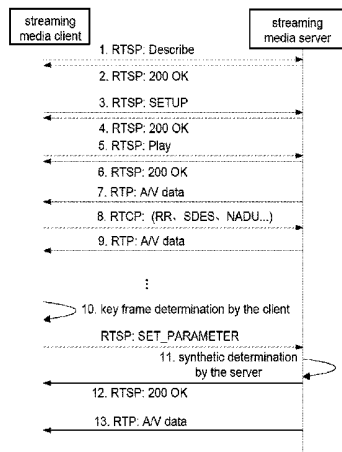 streaming
media client
streaming
media server
1. RTSP: Describe
2. RTSP: 200 OK
3. RTSP: SETUP
4. RTSP: 200 OK
5. RTSP: Play
6. RTSP: 200 OK
7. RTP: A/V data
8. RTCP: (RR、SDES、NADU...)
9. RTP: A/V data
10. key frame determination by the client
RTSP: SET_PARAMETER
11. synthetic determination
by the server
12. RTSP: 200 OK
13. RTP: A/V data